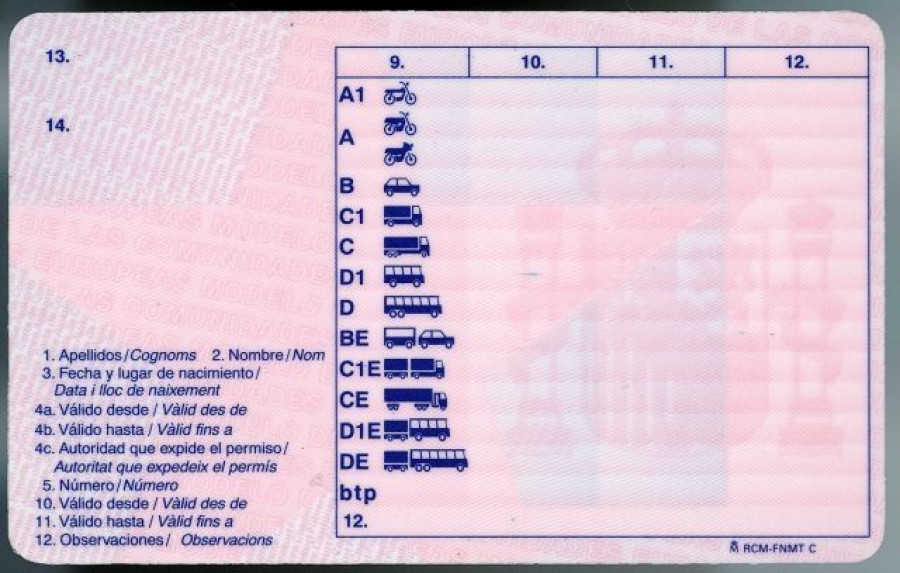 13.
14.
9. 10. 11. 12.
A1
A
B
C1
C
D1
D
BE
C1E
CE
D1E
DE
btp
12.
1. Apellidos/Cognoms 2. Nombre/Nom
3. Fecha y lugar de nacimiento/
Data i lloc de naixement
4a. Válido desde / Vàlid des de
4b. Válido hasta / Vàlid fins a
4c. Autoridad que expide el permiso/
Autoritat que expedeix el permís
5. Número/Número
10. Válido desde / Vàlid des de
11. Válido hasta / Vàlid fins a
12. Observaciones/ Observacions
RCM-FNMT C